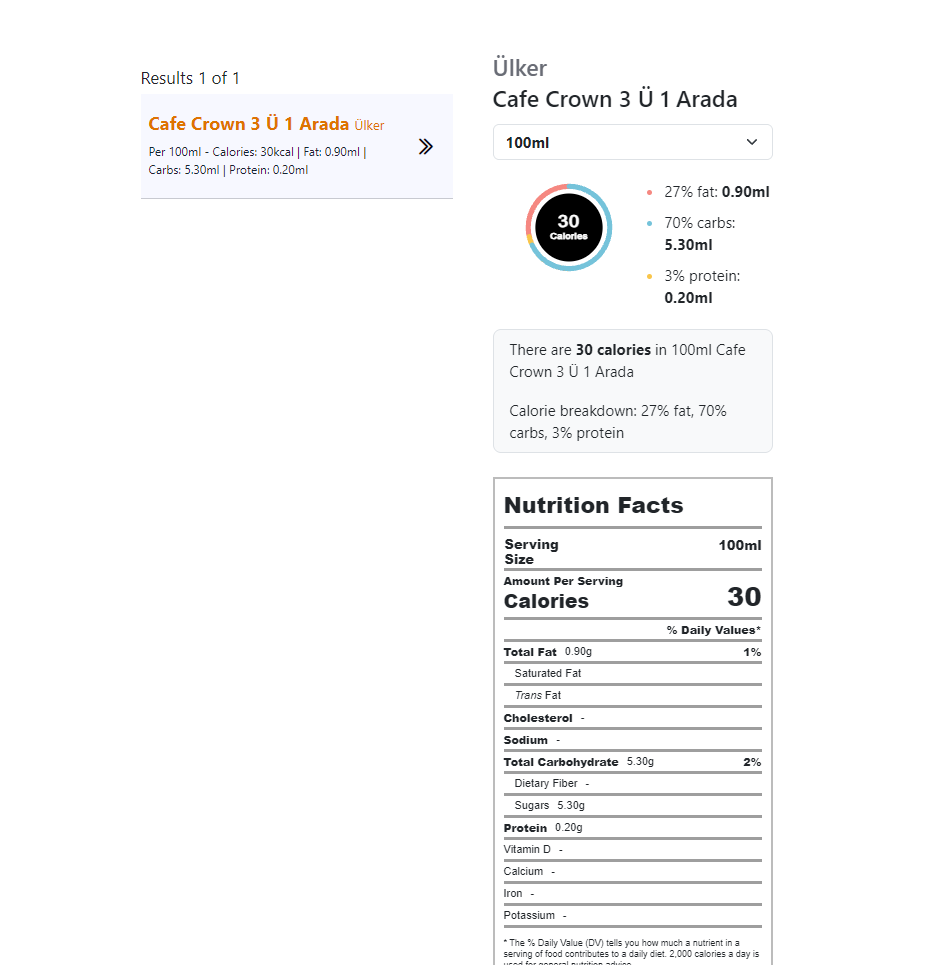 Results 1 of 1
Cafe Crown 3 Ü 1 Arada Ülker
Per 100ml - Calories: 30kcal | Fat: 0.90ml |
Carbs: 5.30ml | Protein: 0.20ml
Ülker
Cafe Crown 3 Ü 1 Arada
100ml
30
Calories
27% fat: 0.90ml
70% carbs:
5.30ml
3% protein:
0.20ml
There are 30 calories in 100ml Cafe
Crown 3 Ü 1 Arada
Calorie breakdown: 27% fat, 70%
carbs, 3% protein
Nutrition Facts
Serving
Size
100ml
Amount Per Serving
Calories
30
% Daily Values*
Total Fat 0.90g 1%
Saturated Fat
Trans Fat
Cholesterol -
Sodium -
Total Carbohydrate 5.30g 2%
Dietary Fiber -
Sugars 5.30g
Protein 0.20g
Vitamin D -
Calcium -
Iron -
Potassium -
* The % Daily Value (DV) tells you how much a nutrient in a
serving of food contributes to a daily diet. 2,000 calories a day is
used for general nutrition advice.